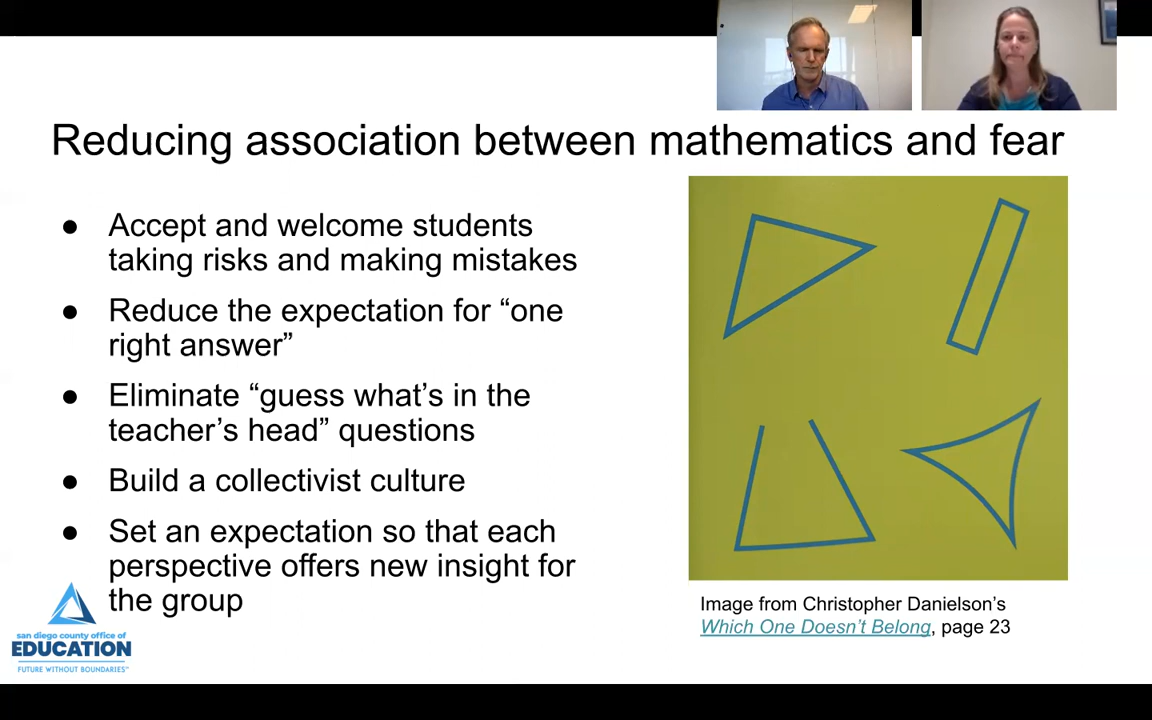 Reducing association between mathematics and fear
● Accept and welcome students
taking risks and making mistakes
● Reduce the expectation for “one
right answer”
● Eliminate “guess what’s in the
teacher’s head” questions
● Build a collectivist culture
● Set an expectation so that each
perspective offers new insight for
the group
san diego county office of
EDUCATION
FUTURE WITHOUT BOUNDARIES™
Image from Christopher Danielson’s
Which One Doesn’t Belong, page 23